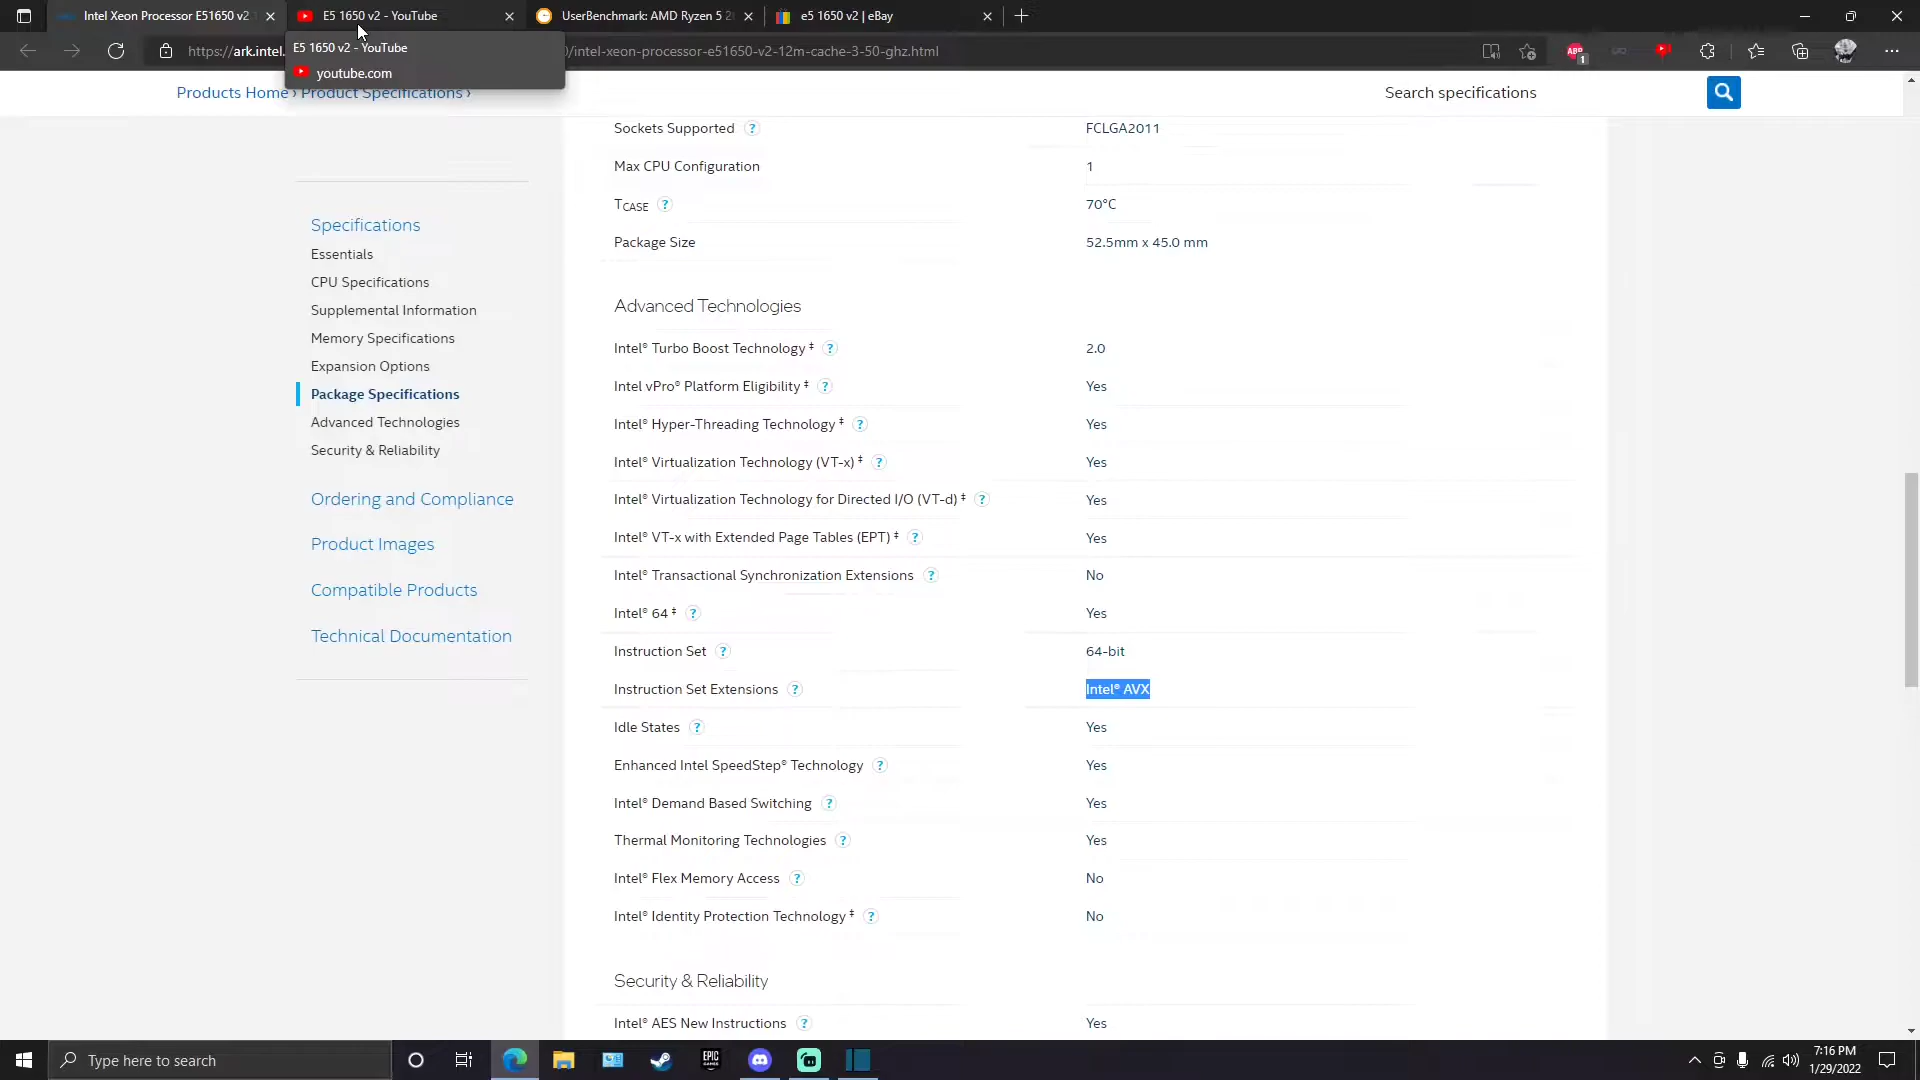 Intel Xeon Processor E51650 v2
E5 1650 v2 - YouTube
UserBenchmark: AMD Ryzen 5 2
e5 1650 v2 | eBay
https://ark.intel.
/intel-xeon-processor-e51650-v2-12m-cache-3-50-ghz.html
ABP
1
E5 1650 v2 - YouTube
youtube.com
Products Home › Product Specifications ›
Search specifications
Specifications
Essentials
CPU Specifications
Supplemental Information
Memory Specifications
Expansion Options
Package Specifications
Advanced Technologies
Security & Reliability
Ordering and Compliance
Product Images
Compatible Products
Technical Documentation
Sockets Supported ? FCLGA2011
Max CPU Configuration 1
TCASE ? 70°C
Package Size 52.5mm x 45.0 mm
Advanced Technologies
Intel® Turbo Boost Technology ‡ ? 2.0
Intel vPro® Platform Eligibility ‡ ? Yes
Intel® Hyper-Threading Technology ‡ ? Yes
Intel® Virtualization Technology (VT-x) ‡ ? Yes
Intel® Virtualization Technology for Directed I/O (VT-d) ‡ ? Yes
Intel® VT-x with Extended Page Tables (EPT) ‡ ? Yes
Intel® Transactional Synchronization Extensions ? No
Intel® 64 ‡ ? Yes
Instruction Set ? 64-bit
Instruction Set Extensions ? Intel® AVX
Idle States ? Yes
Enhanced Intel SpeedStep® Technology ? Yes
Intel® Demand Based Switching ? Yes
Thermal Monitoring Technologies ? Yes
Intel® Flex Memory Access ? No
Intel® Identity Protection Technology ‡ ? No
Security & Reliability
Intel® AES New Instructions ? Yes
Type here to search
EPIC
GAMES
7:16 PM
1/29/2022